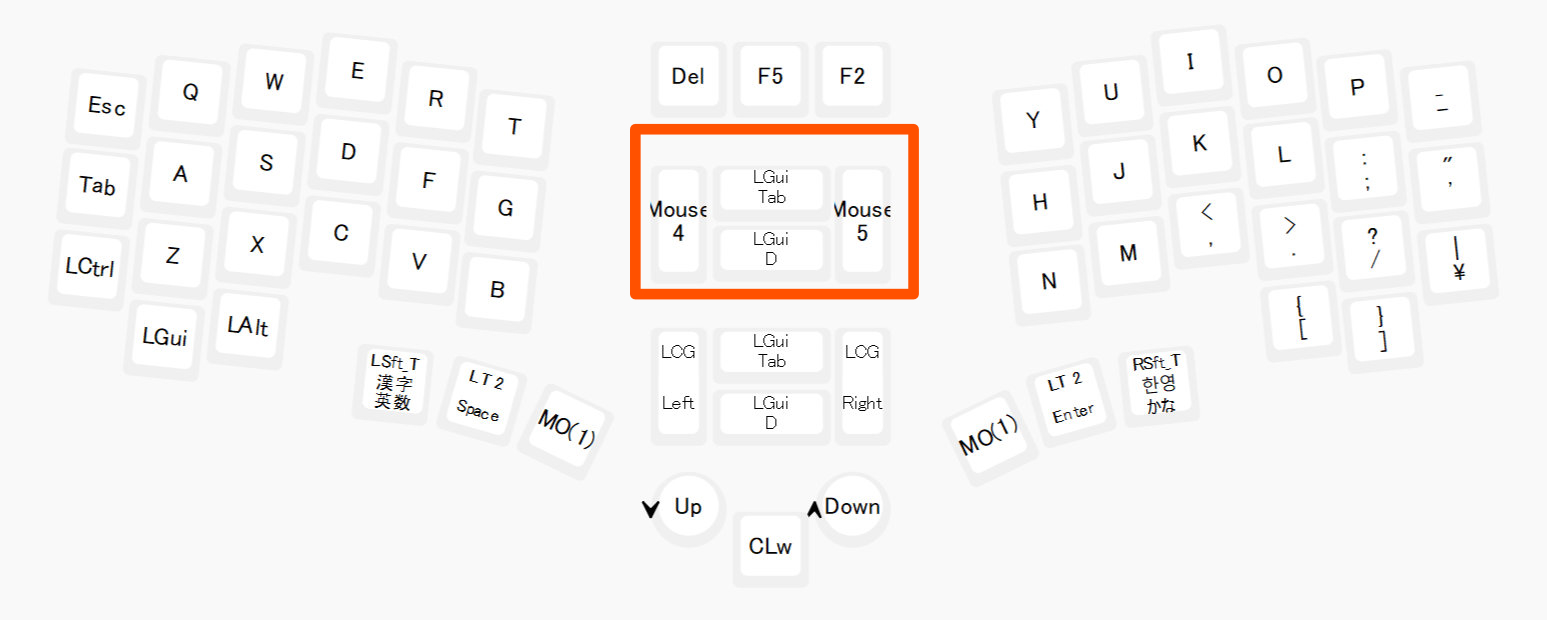 Esc
Q
W
E
R
T
Del
F5
F2
Y
U
I
O
P
_
–
Tab
A
S
D
F
G
Mouse
4
LGui
Tab
LGui
D
Mouse
5
H
J
K
L
:
;
"
'
LCtrl
Z
X
C
V
B
N
M
<
,
>
.
?
/
|
¥
LGui
LAlt
{
[
}
]
LSft_T
漢字
英数
LT 2
Space
MO(1)
LCG
Left
LGui
Tab
LGui
D
LCG
Right
MO(1)
LT 2
Enter
RSft_T
한영
かな
Up
Down
CLw